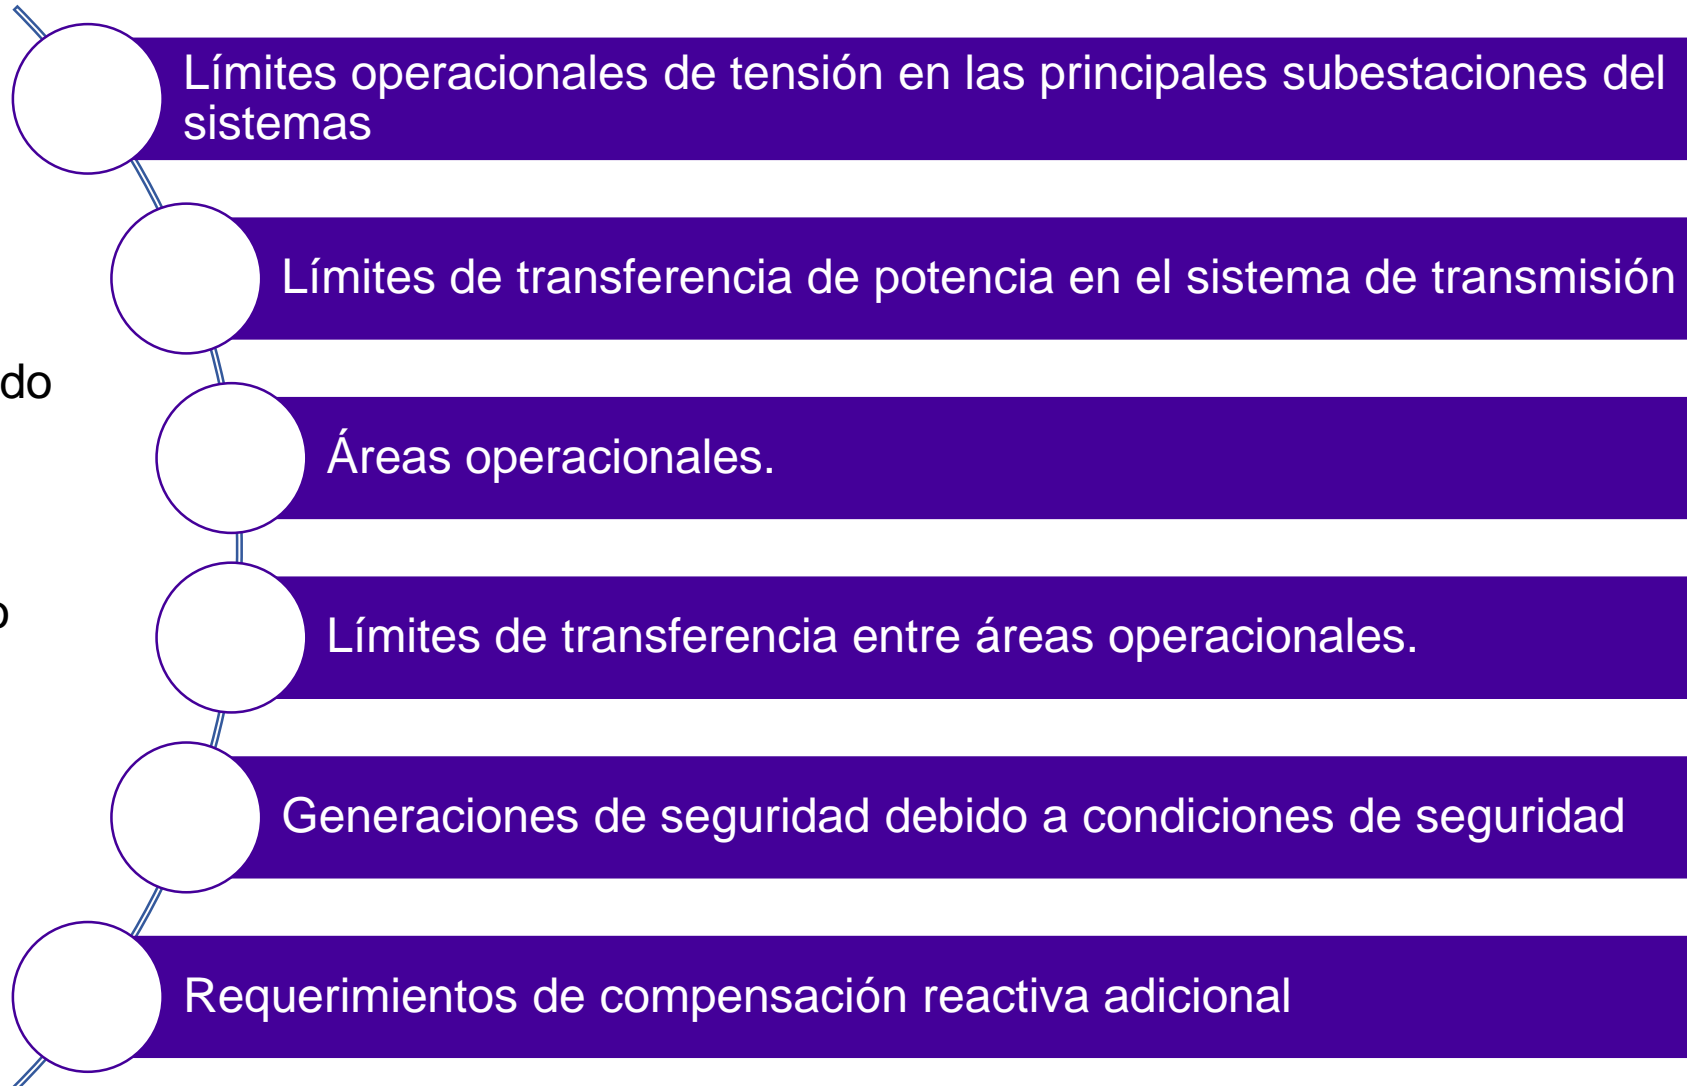 Límites operacionales de tensión en las principales subestaciones del
sistemas
Límites de transferencia de potencia en el sistema de transmisión
Áreas operacionales.
Límites de transferencia entre áreas operacionales.
Generaciones de seguridad debido a condiciones de seguridad
Requerimientos de compensación reactiva adicional